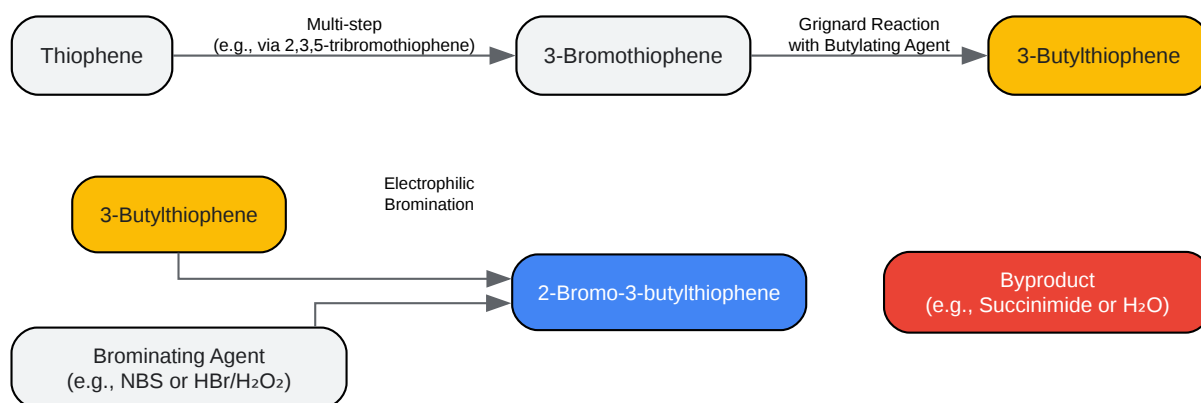 Multi-step
(e.g., via 2,3,5-tribromothiophene)
Grignard Reaction
with Butylating Agent
Thiophene
3-Bromothiophene
3-Butylthiophene
Electrophilic
Bromination
3-Butylthiophene
2-Bromo-3-butylthiophene
Byproduct
(e.g., Succinimide or H₂O)
Brominating Agent
(e.g., NBS or HBr/H₂O₂)